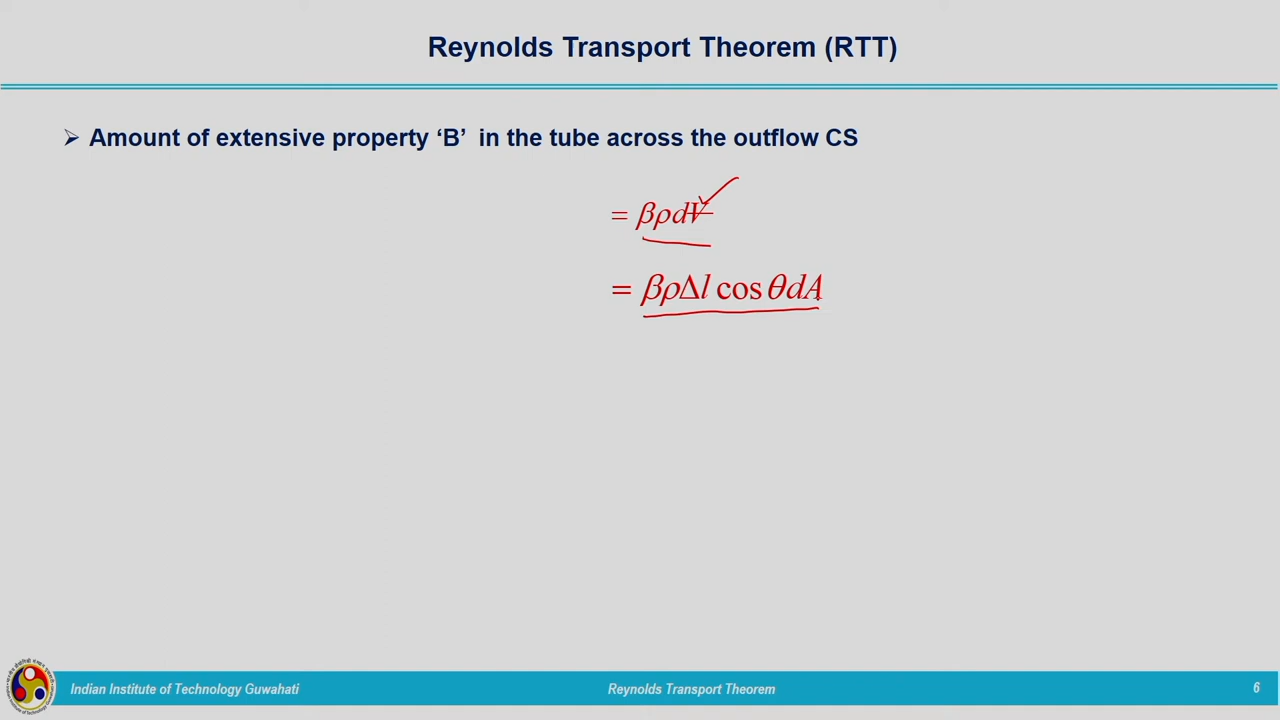 Reynolds Transport Theorem (RTT)
➢ Amount of extensive property ‘B’ in the tube across the outflow CS
= βρdV̶
= βρΔl cos θdA
Indian Institute of Technology Guwahati
Reynolds Transport Theorem
6